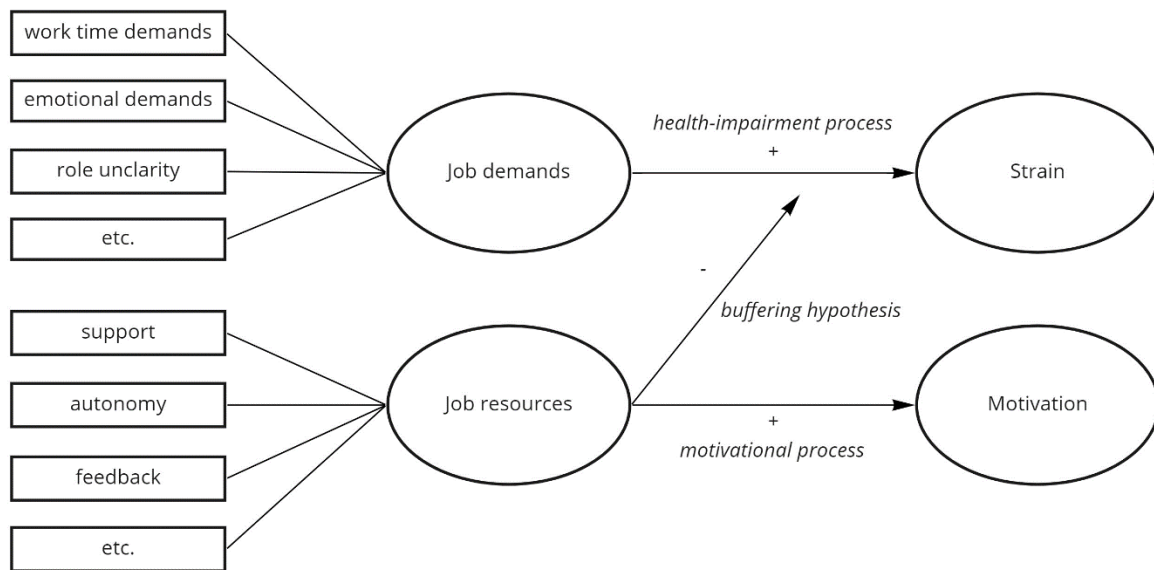 work time demands
emotional demands
role unclarity
etc.
Job demands
health-impairment process
+
Strain
-
buffering hypothesis
support
autonomy
feedback
etc.
Job resources
+
motivational process
Motivation